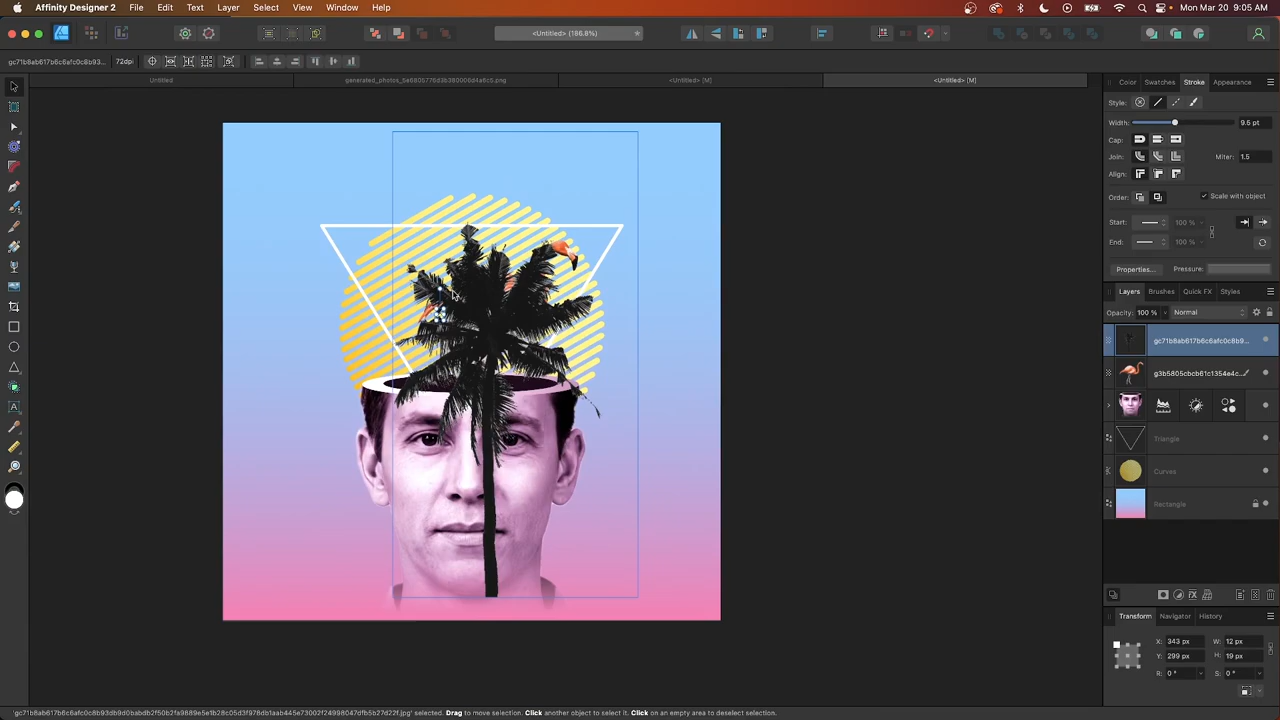 Affinity Designer 2 File Edit Text Layer Select View Window Help Mon Mar 20 9:05 AM
<Untitled> (186.8%) *
72dpi
Untitled <Untitled> [M] <Untitled> [M]
Color Swatches Stroke Appearance
Style:
Width: 9.6 pt
Cap:
Join: Miter: 1.5
Align:
Order: Scale with object
Start: 100 %
End: 100 %
Properties... Pressure:
Layers Brushes Quick FX Styles
Opacity: 100 % Normal
gc71b8ab617b6c6afc0c8b9...
g3b5805cbcb61c1354e4c...
Triangle
Curves
Rectangle
Transform Navigator History
X: 343 px W: 12 px
Y: 299 px H: 19 px
R: 0 ° S: 0 °
selected. Drag to move selection. Click another object to select it. Click on an empty area to deselect selection.